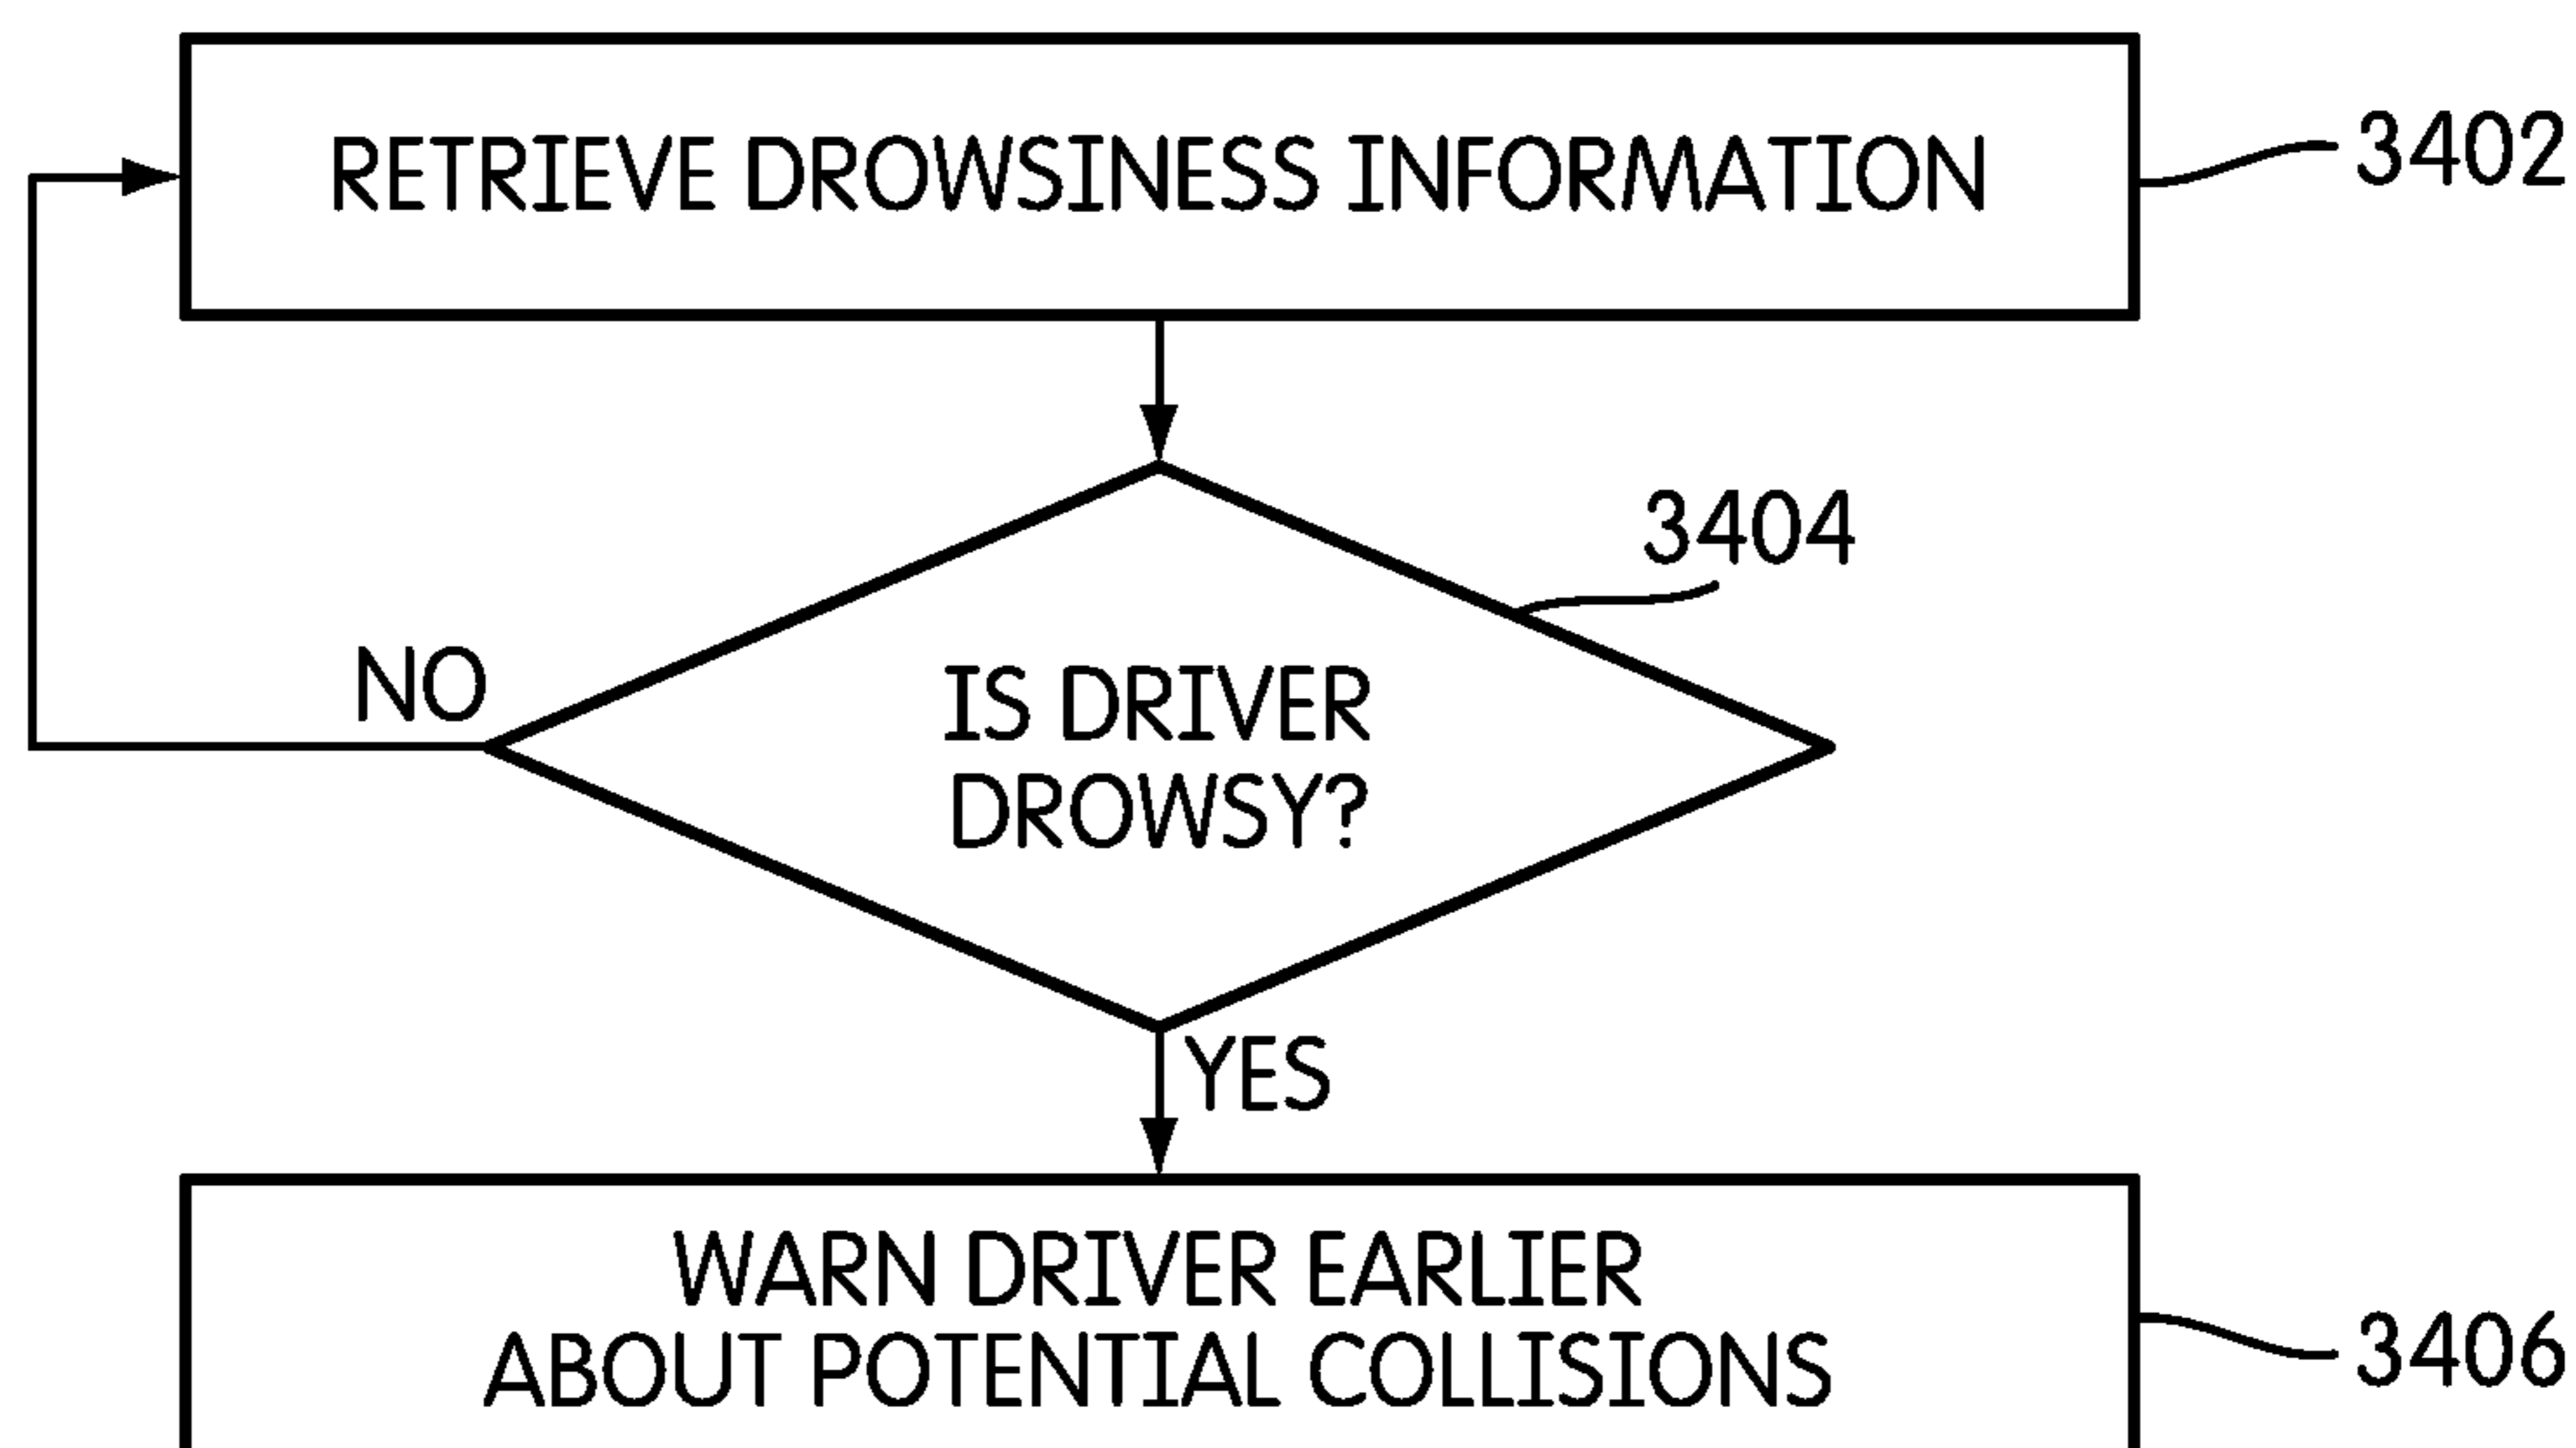 RETRIEVE DROWSINESS INFORMATION
3402
3404
NO
IS DRIVER
DROWSY?
YES
WARN DRIVER EARLIER
ABOUT POTENTIAL COLLISIONS
3406